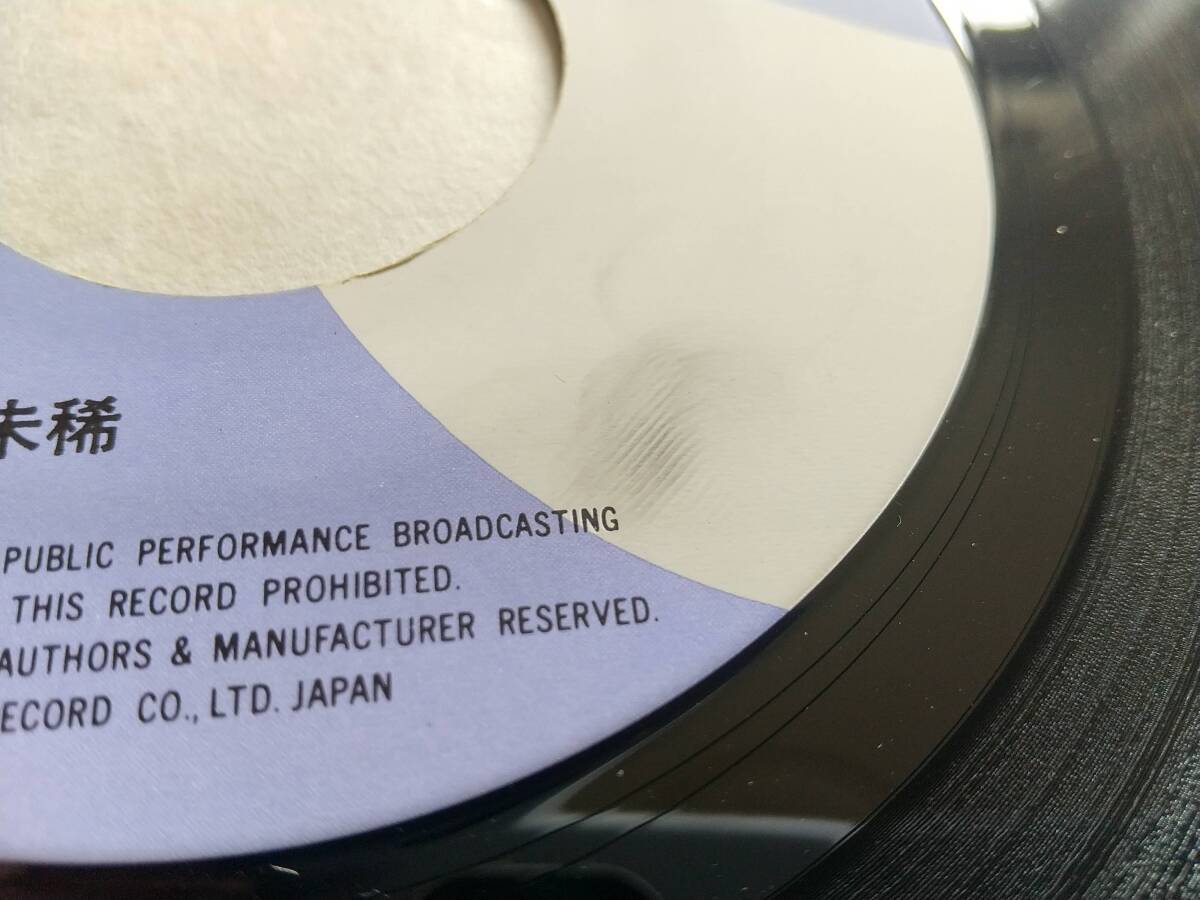 未稀
PUBLIC PERFORMANCE BROADCASTING
THIS RECORD PROHIBITED.
AUTHORS & MANUFACTURER RESERVED.
ECORD CO., LTD. JAPAN